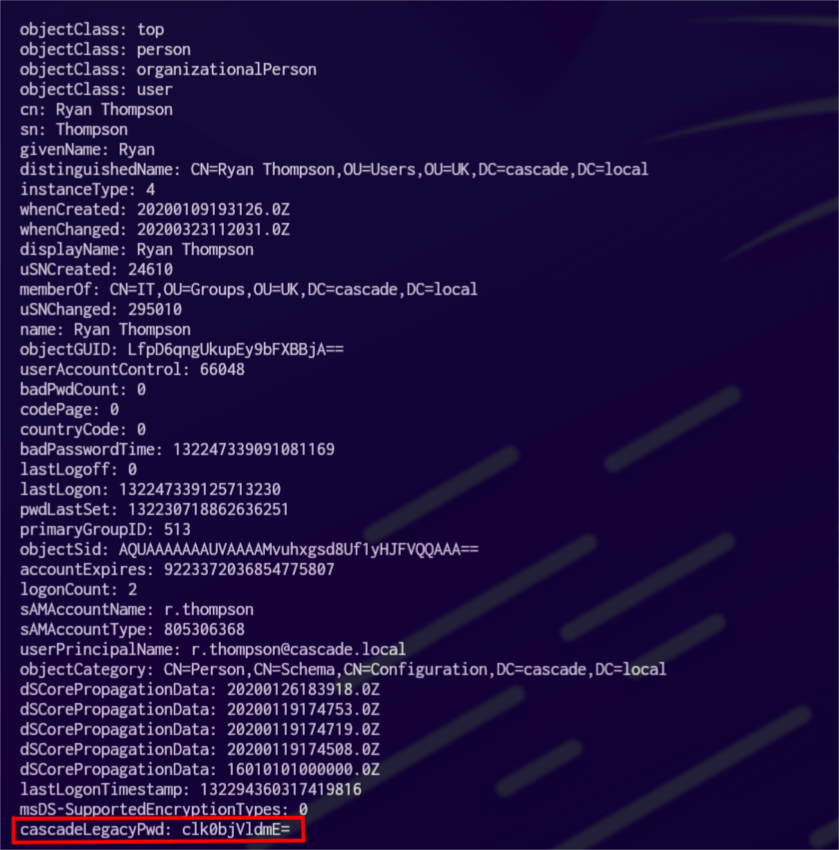 objectClass: top
objectClass: person
objectClass: organizationalPerson
objectClass: user
cn: Ryan Thompson
sn: Thompson
givenName: Ryan
distinguishedName: CN=Ryan Thompson,OU=Users,OU=UK,DC=cascade,DC=local
instanceType: 4
whenCreated: 20200109193126.0Z
whenChanged: 20200323112031.0Z
displayName: Ryan Thompson
uSNCreated: 24610
memberOf: CN=IT,OU=Groups,OU=UK,DC=cascade,DC=local
uSNChanged: 295010
name: Ryan Thompson
objectGUID: LfpD6qngUkupEy9bFXBBjA==
userAccountControl: 66048
badPwdCount: 0
codePage: 0
countryCode: 0
badPasswordTime: 132247339091081169
lastLogoff: 0
lastLogon: 132247339125713230
pwdLastSet: 132230718862636251
primaryGroupID: 513
objectSid: AQUAAAAAAAUVAAAAMvuhxgsd8Uf1yHJFVQQAAA==
accountExpires: 9223372036854775807
logonCount: 2
sAMAccountName: r.thompson
sAMAccountType: 805306368
userPrincipalName: r.thompson@cascade.local
objectCategory: CN=Person,CN=Schema,CN=Configuration,DC=cascade,DC=local
dSCorePropagationData: 20200126183918.0Z
dSCorePropagationData: 20200119174753.0Z
dSCorePropagationData: 20200119174719.0Z
dSCorePropagationData: 20200119174508.0Z
dSCorePropagationData: 16010101000000.0Z
lastLogonTimestamp: 132294360317419816
msDS-SupportedEncryptionTypes: 0
cascadeLegacyPwd: clk0bjVldmE=